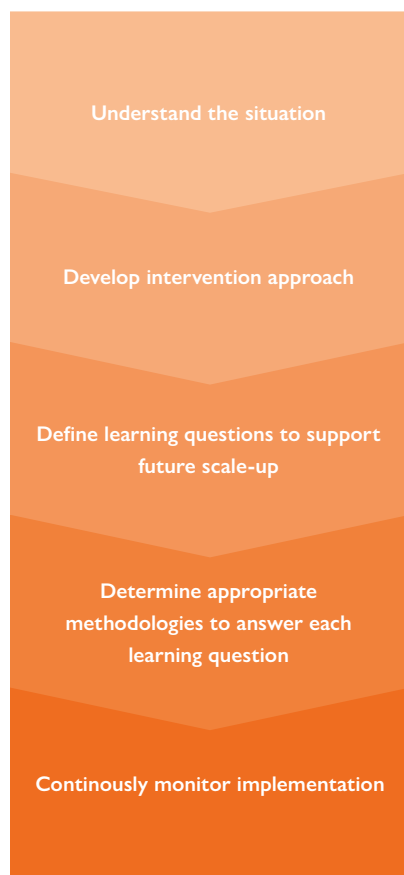 Understand the situation
Develop intervention approach
Define learning questions to support
future scale-up
Determine appropriate
methodologies to answer each
learning question
Continously monitor implementation